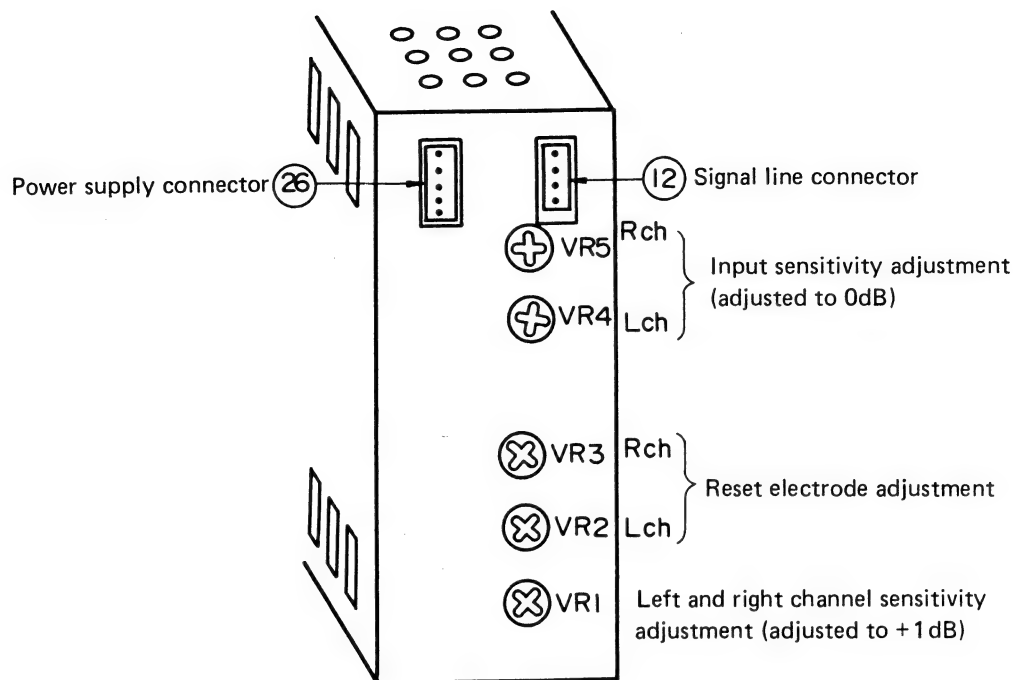 Power supply connector 26
12 Signal line connector
VR5 Rch
Input sensitivity adjustment
(adjusted to 0dB)
VR4 Lch
VR3 Rch
Reset electrode adjustment
VR2 Lch
VR1
Left and right channel sensitivity
adjustment (adjusted to +1dB)